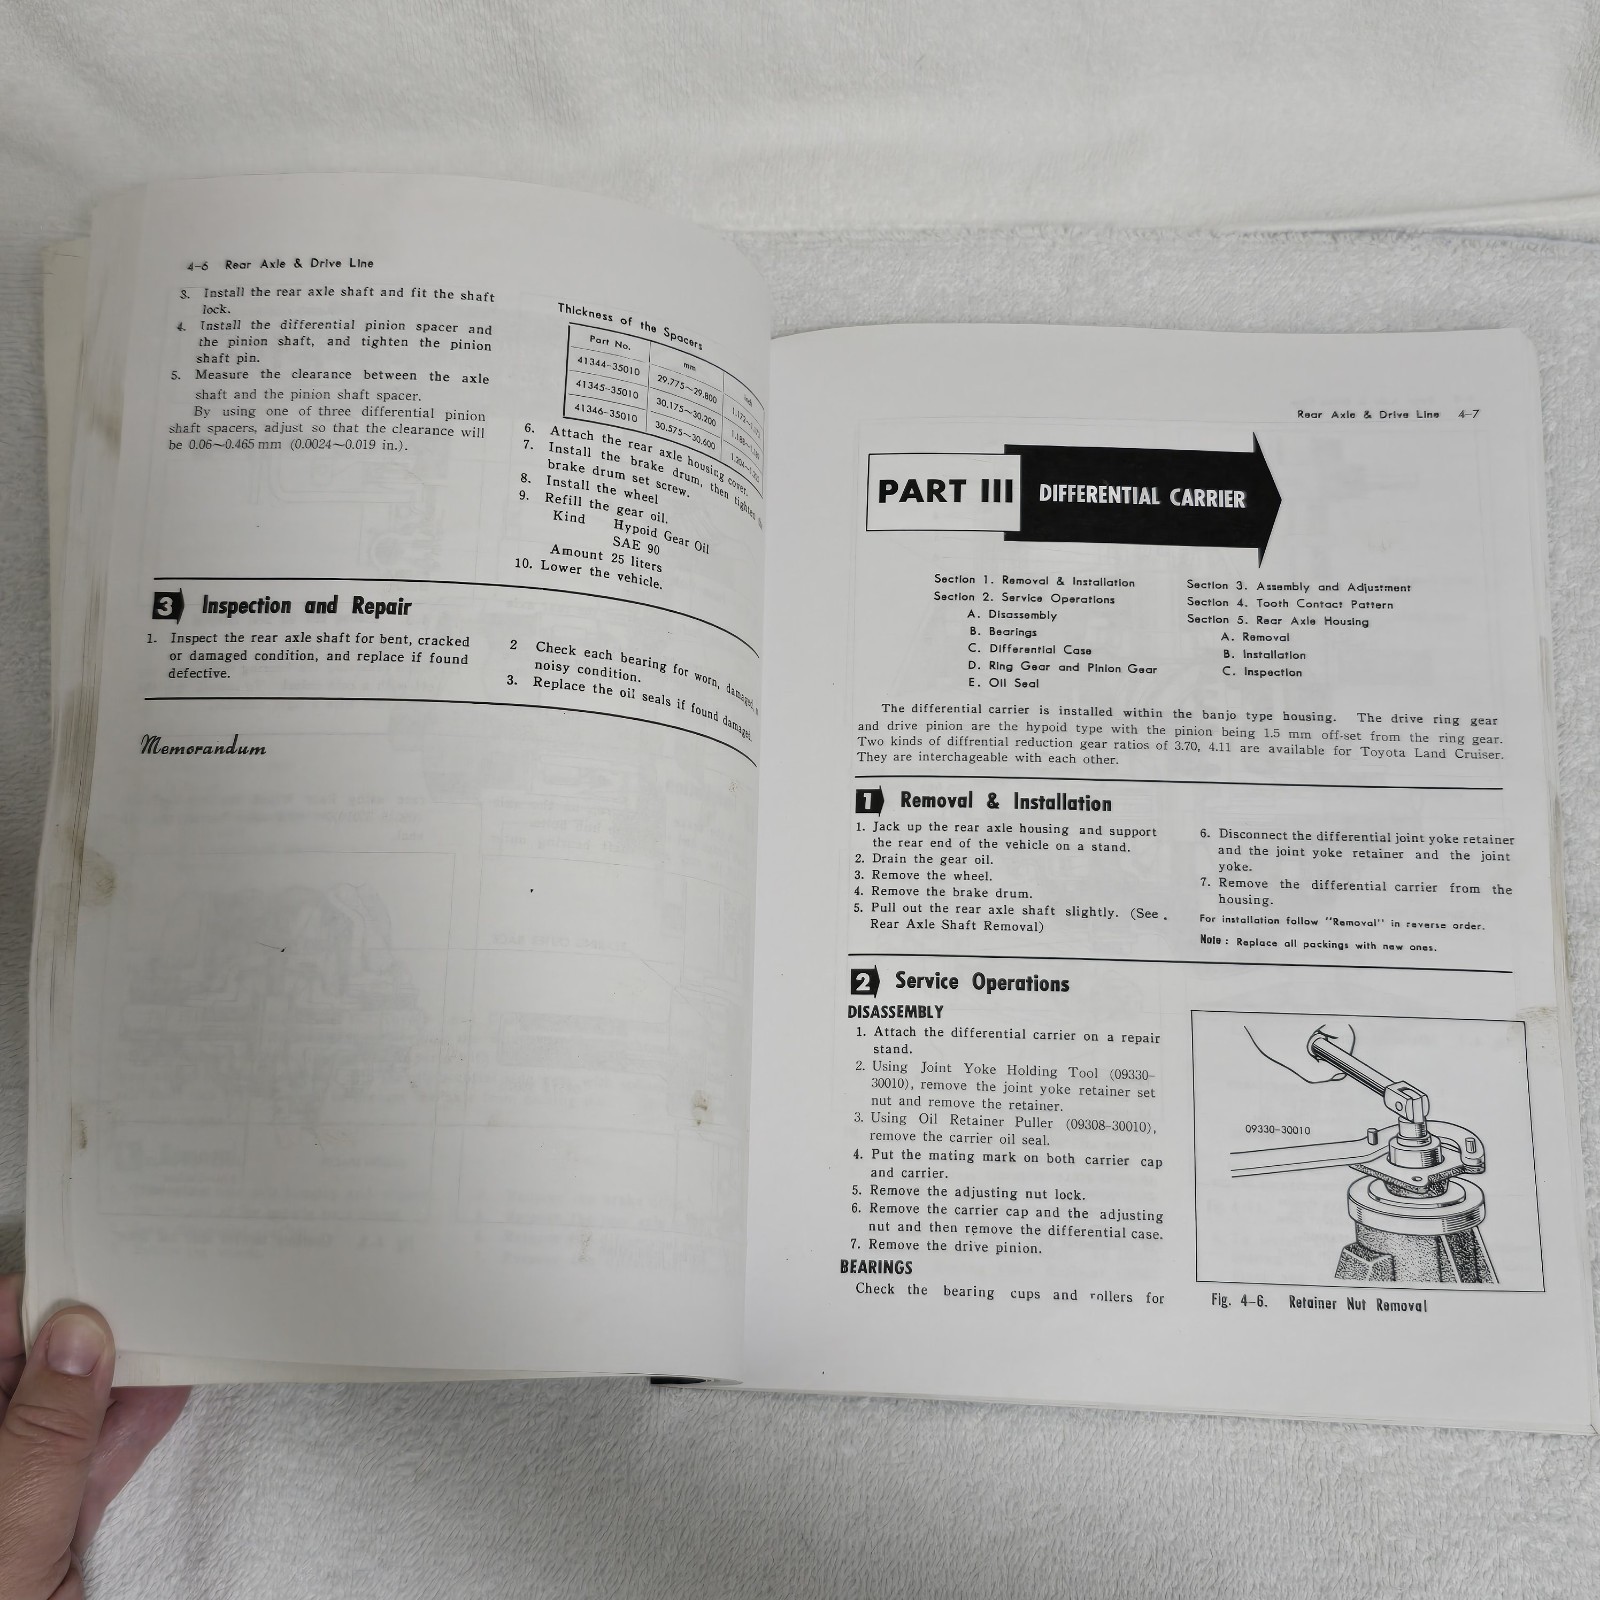 4-6 Rear Axle & Drive Line
3. Install the rear axle shaft and fit the shaft
lock.
4. Install the differential pinion spacer and
the pinion shaft, and tighten the pinion
shaft pin.
5. Measure the clearance between the axle
shaft and the pinion shaft spacer.
By using one of three differential pinion
shaft spacers, adjust so that the clearance will
be 0.06~0.465 mm (0.0024~0.019 in.).
Thickness of the Spacers
Part No. mm inch
41344-35010 29.775~29.800
41345-35010 30.175~30.200
41346-35010 30.575~30.600
6. Attach the rear axle housing cover.
7. Install the brake drum, then tighten the
brake drum set screw.
8. Install the wheel
9. Refill the gear oil.
Kind Hypoid Gear Oil
SAE 90
Amount 25 liters
10. Lower the vehicle.
3 Inspection and Repair
1. Inspect the rear axle shaft for bent, cracked
or damaged condition, and replace if found
defective.
2 Check each bearing for worn, damaged,
noisy condition.
3. Replace the oil seals if found damaged.
Memorandum
Rear Axle & Drive Line 4-7
PART III DIFFERENTIAL CARRIER
Section 1. Removal & Installation
Section 2. Service Operations
A. Disassembly
B. Bearings
C. Differential Case
D. Ring Gear and Pinion Gear
E. Oil Seal
Section 3. Assembly and Adjustment
Section 4. Tooth Contact Pattern
Section 5. Rear Axle Housing
A. Removal
B. Installation
C. Inspection
The differential carrier is installed within the banjo type housing. The drive ring gear
and drive pinion are the hypoid type with the pinion being 1.5 mm off-set from the ring gear.
Two kinds of diffrential reduction gear ratios of 3.70, 4.11 are available for Toyota Land Cruiser.
They are interchageable with each other.
1 Removal & Installation
1. Jack up the rear axle housing and support
the rear end of the vehicle on a stand.
2. Drain the gear oil.
3. Remove the wheel.
4. Remove the brake drum.
5. Pull out the rear axle shaft slightly. (See .
Rear Axle Shaft Removal)
6. Disconnect the differential joint yoke retainer
and the joint yoke retainer and the joint
yoke.
7. Remove the differential carrier from the
housing.
For installation follow "Removal" in reverse order.
Note : Replace all packings with new ones.
2 Service Operations
DISASSEMBLY
1. Attach the differential carrier on a repair
stand.
2. Using Joint Yoke Holding Tool (09330-
30010), remove the joint yoke retainer set
nut and remove the retainer.
3. Using Oil Retainer Puller (09308-30010),
remove the carrier oil seal.
4. Put the mating mark on both carrier cap
and carrier.
5. Remove the adjusting nut lock.
6. Remove the carrier cap and the adjusting
nut and then remove the differential case.
7. Remove the drive pinion.
BEARINGS
Check the bearing cups and rollers for
09330-30010
Fig. 4-6. Retainer Nut Removal